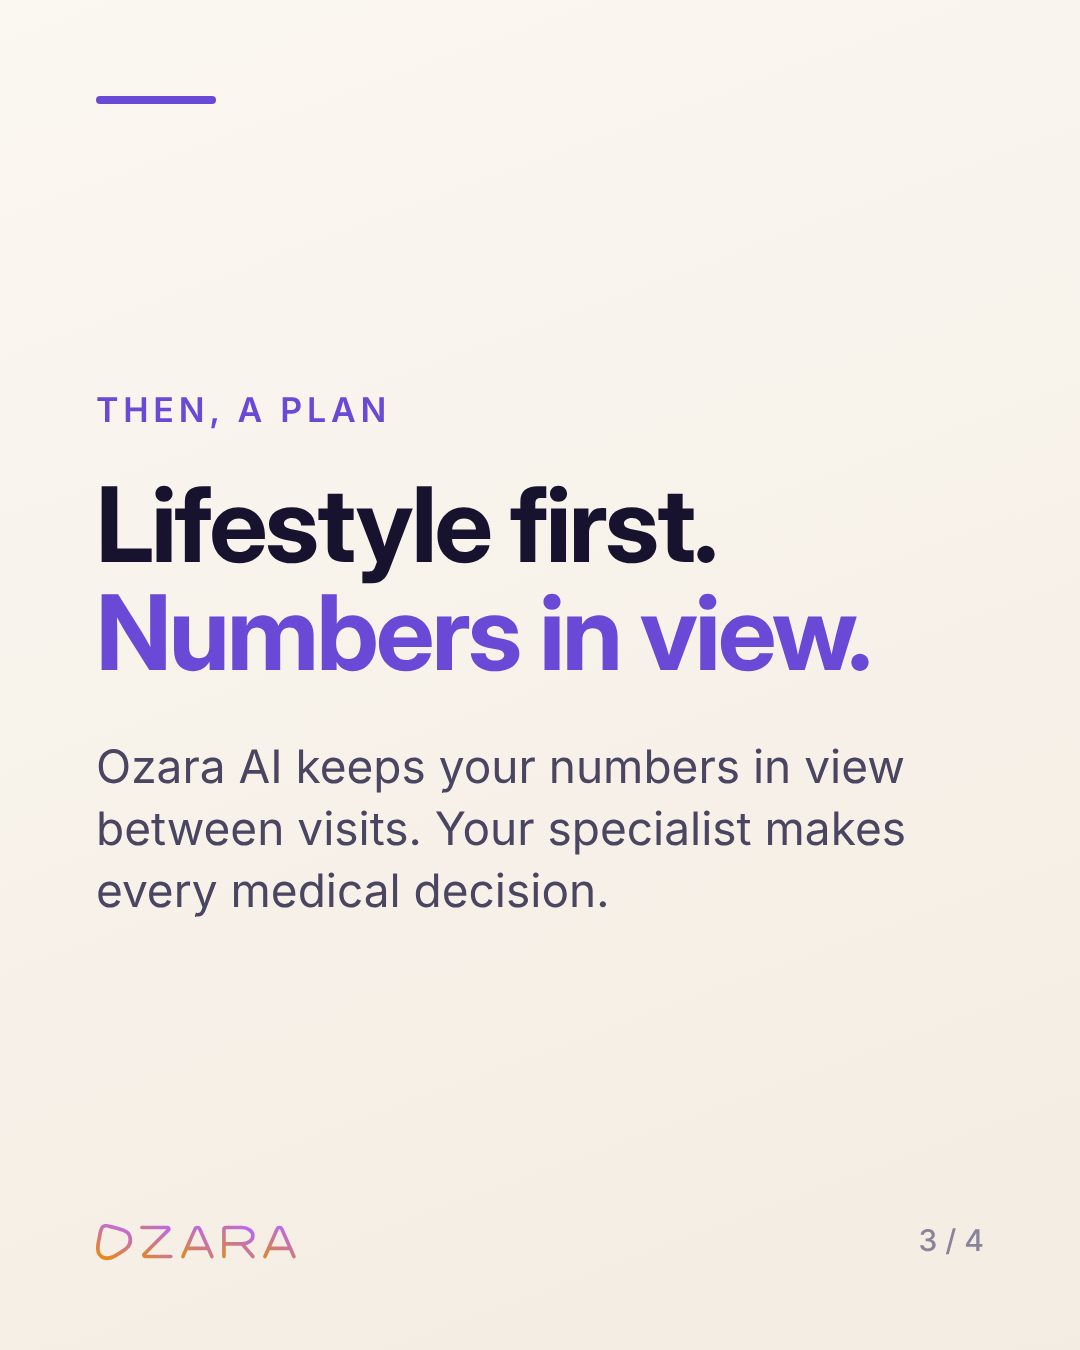 THEN, A PLAN
Lifestyle first.
Numbers in view.
Ozara AI keeps your numbers in view
between visits. Your specialist makes
every medical decision.
OZARA
3 / 4